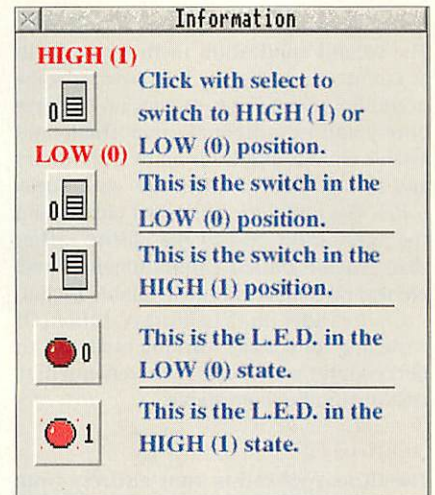 Information
HIGH (1)
Click with select to
0
switch to HIGH (1) or
LOW (0)
LOW (0) position.
This is the switch in the
0
LOW (0) position.
1
This is the switch in the
HIGH (1) position.
This is the L.E.D. in the
0
LOW (0) state.
This is the L.E.D. in the
1
HIGH (1) state.